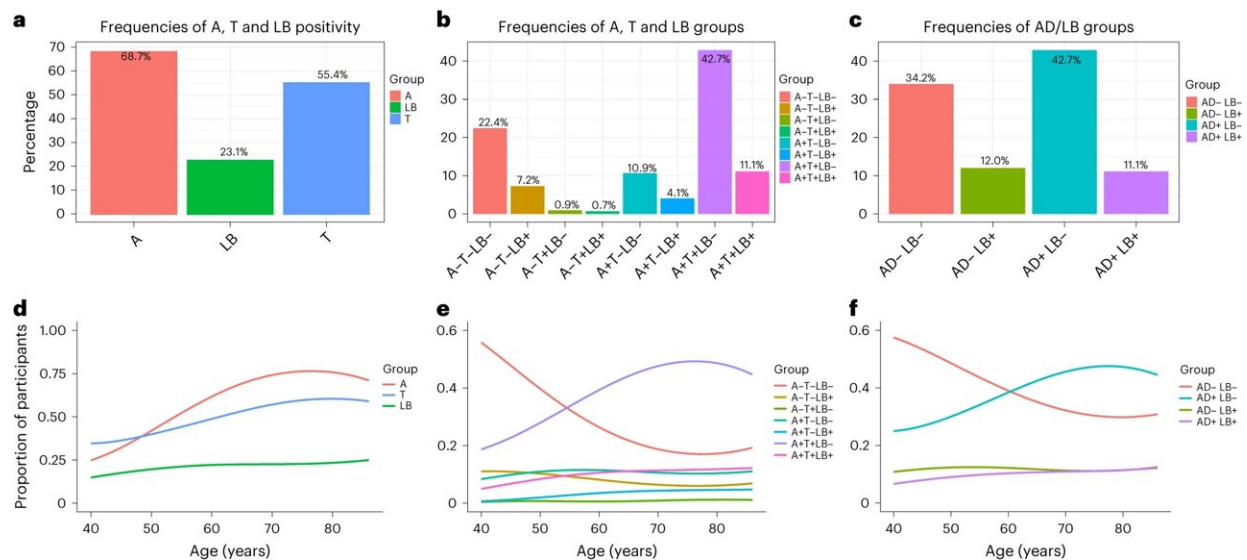 a Frequencies of A, T and LB positivity
Percentage
70
60
50
40
30
20
10
0
68.7%
23.1%
55.4%
A
LB
T
Group
A
LB
T
b Frequencies of A, T and LB groups
40
30
20
10
0
22.4%
7.2%
0.9%
0.7%
10.9%
4.1%
42.7%
11.1%
A–T–LB–
A–T–LB+
A–T+LB–
A–T+LB+
A+T–LB–
A+T–LB+
A+T+LB–
A+T+LB+
Group
A–T–LB–
A–T–LB+
A–T+LB–
A–T+LB+
A+T–LB–
A+T–LB+
A+T+LB–
A+T+LB+
c Frequencies of AD/LB groups
40
30
20
10
0
34.2%
12.0%
42.7%
11.1%
AD– LB–
AD– LB+
AD+ LB–
AD+ LB+
Group
AD– LB–
AD– LB+
AD+ LB–
AD+ LB+
d
Proportion of participants
1.00
0.75
0.50
0.25
0
40 50 60 70 80
Age (years)
Group
A
T
LB
e
0.6
0.4
0.2
0
40 50 60 70 80
Age (years)
Group
A–T–LB–
A–T–LB+
A–T+LB–
A+T–LB–
A+T–LB+
A+T+LB–
A+T+LB+
f
0.6
0.4
0.2
0
40 50 60 70 80
Age (years)
Group
AD– LB–
AD+ LB–
AD– LB+
AD+ LB+